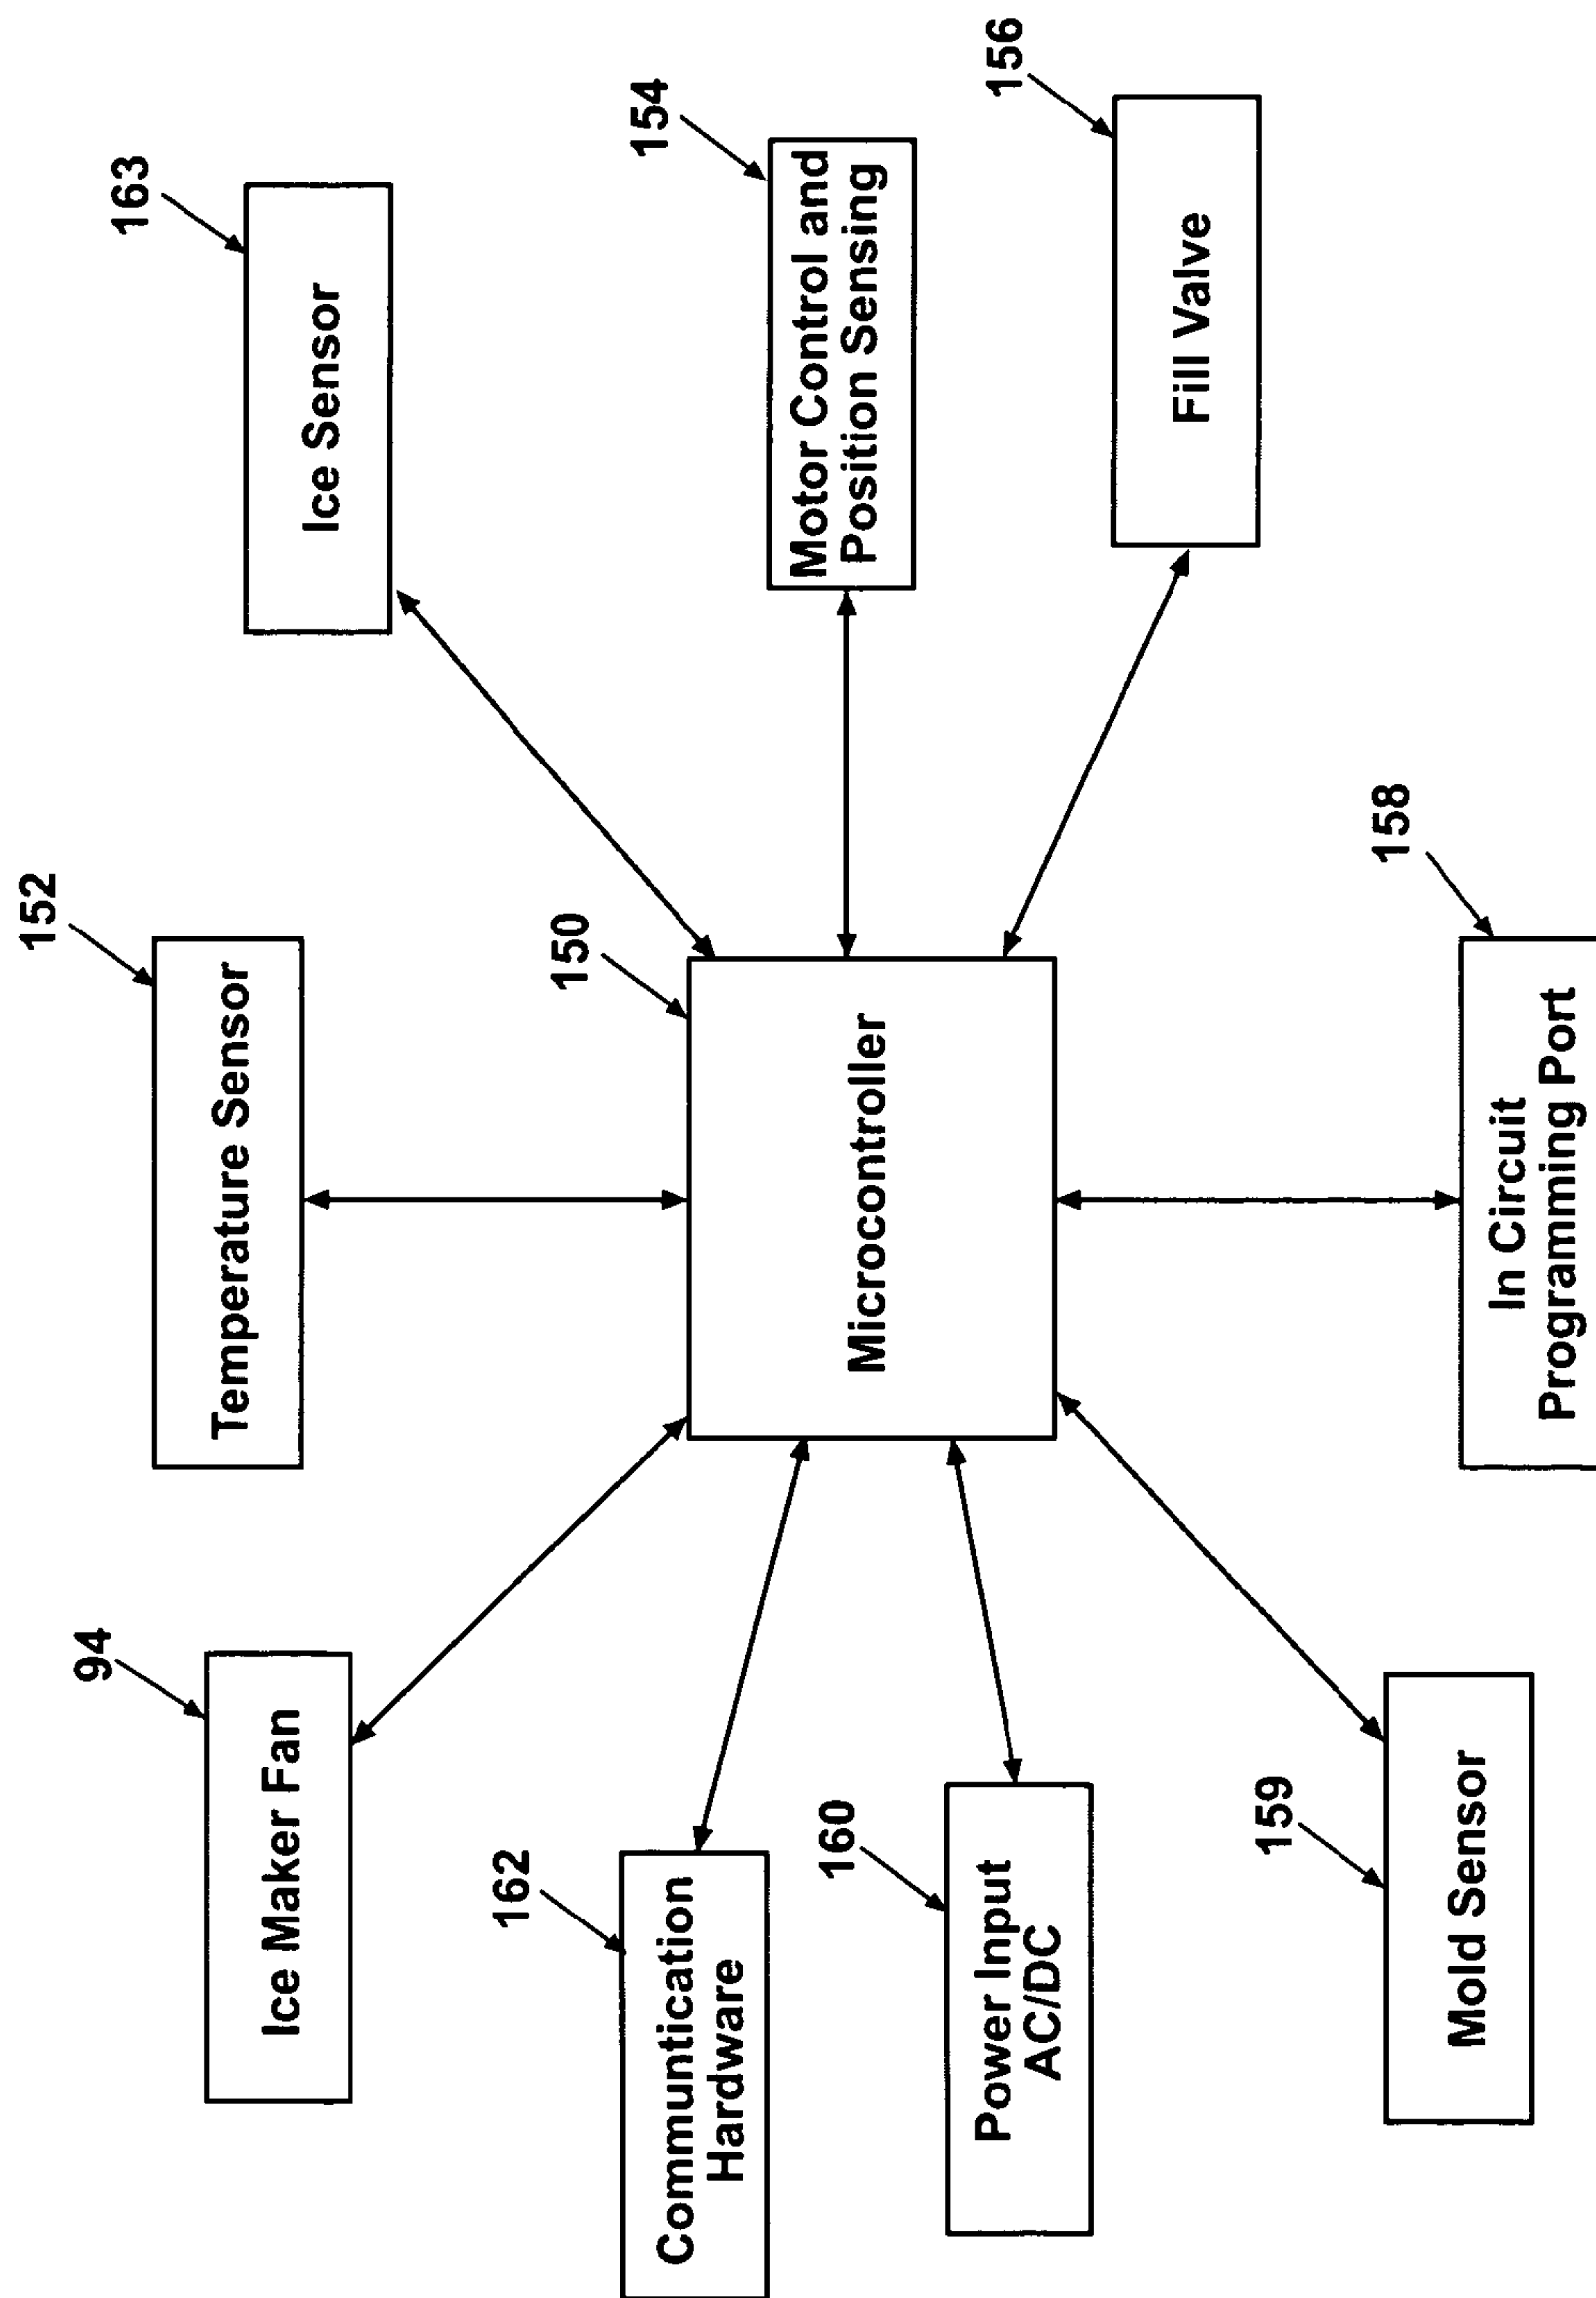 152
94
163
Temperature Sensor
Ice Maker Fan
Ice Sensor
162
150
154
Communtication
Hardware
Microcontroller
Motor Control and
Position Sensing
160
156
Power Input
AC/DC
Fill Valve
159
158
Mold Sensor
In Circuit
Programming Port